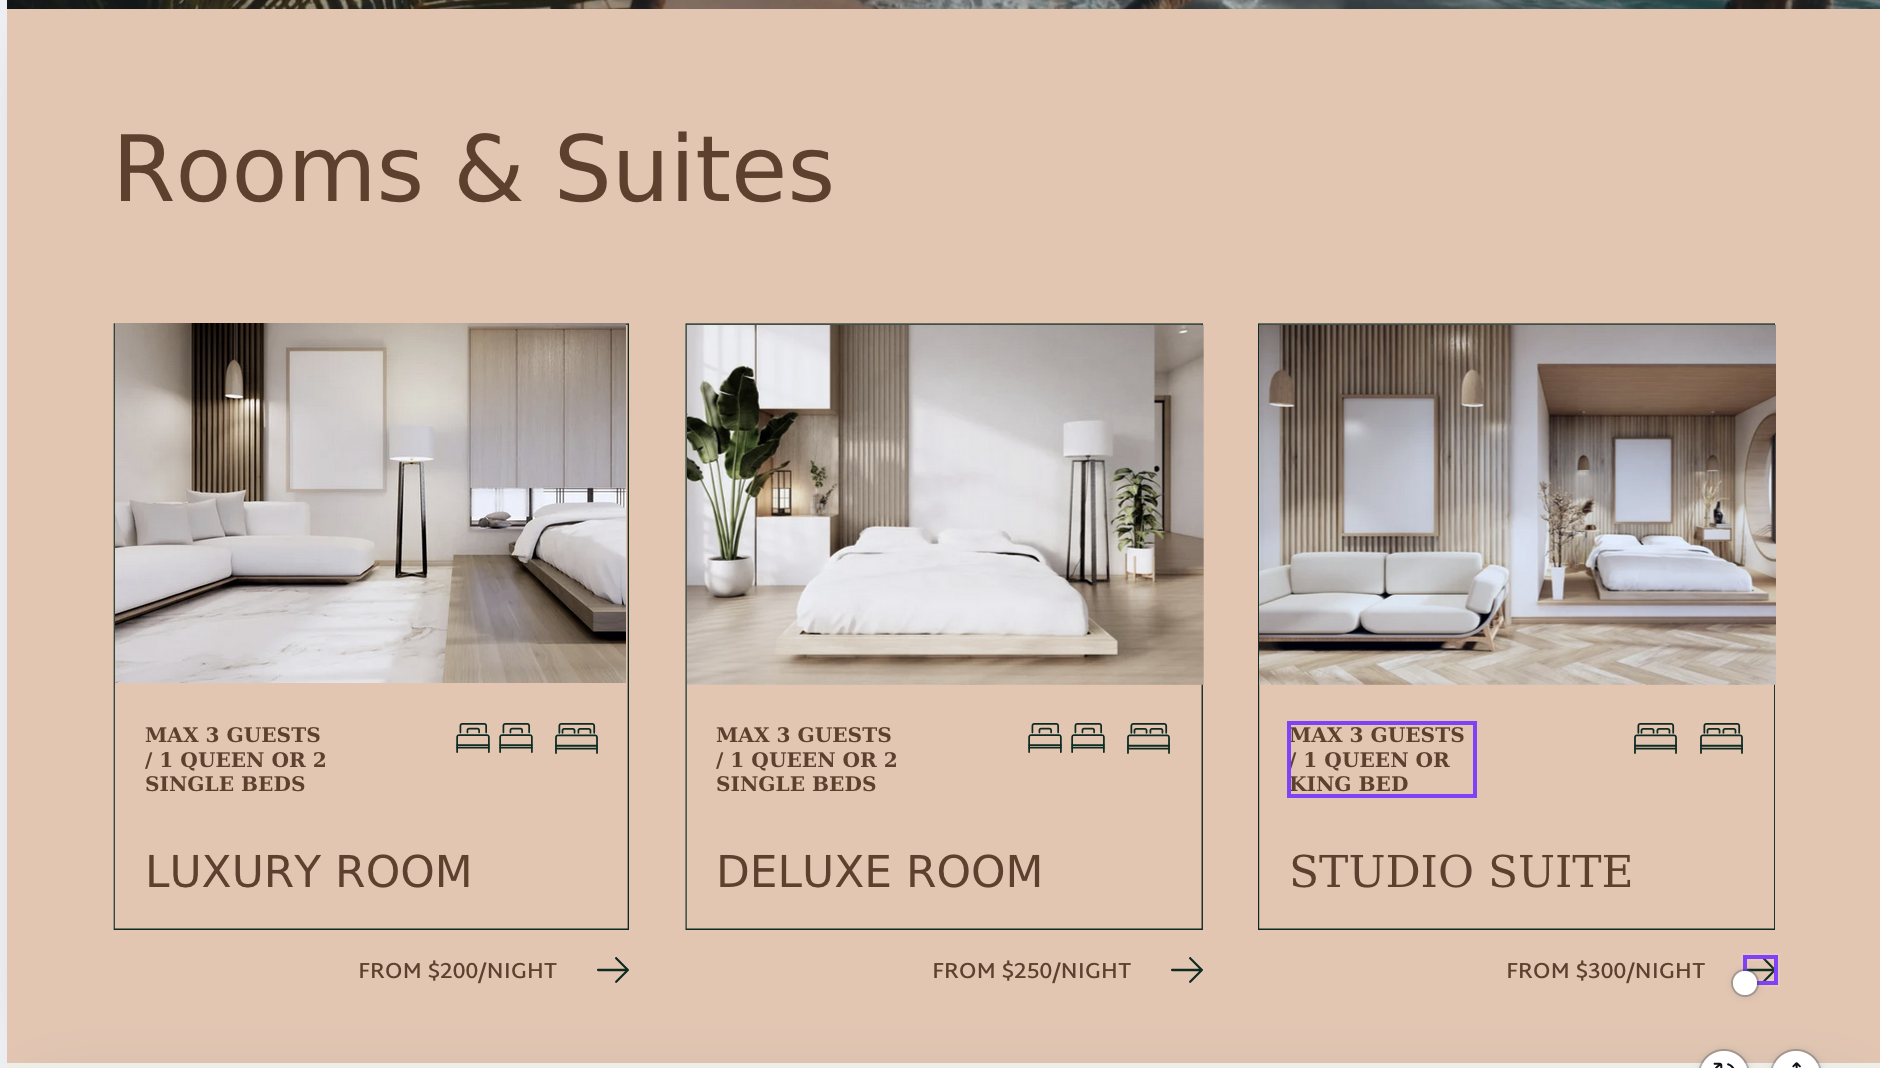 Rooms & Suites
MAX 3 GUESTS
/ 1 QUEEN OR 2
SINGLE BEDS
LUXURY ROOM
FROM $200/NIGHT
MAX 3 GUESTS
/ 1 QUEEN OR 2
SINGLE BEDS
DELUXE ROOM
FROM $250/NIGHT
MAX 3 GUESTS
/ 1 QUEEN OR
KING BED
STUDIO SUITE
FROM $300/NIGHT